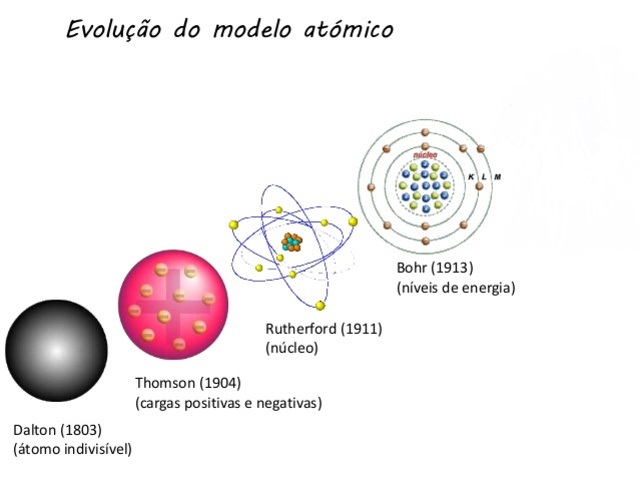 Evolução do modelo atómico
núcleo
K L M
Bohr (1913)
(níveis de energia)
Rutherford (1911)
(núcleo)
Thomson (1904)
(cargas positivas e negativas)
Dalton (1803)
(átomo indivisível)